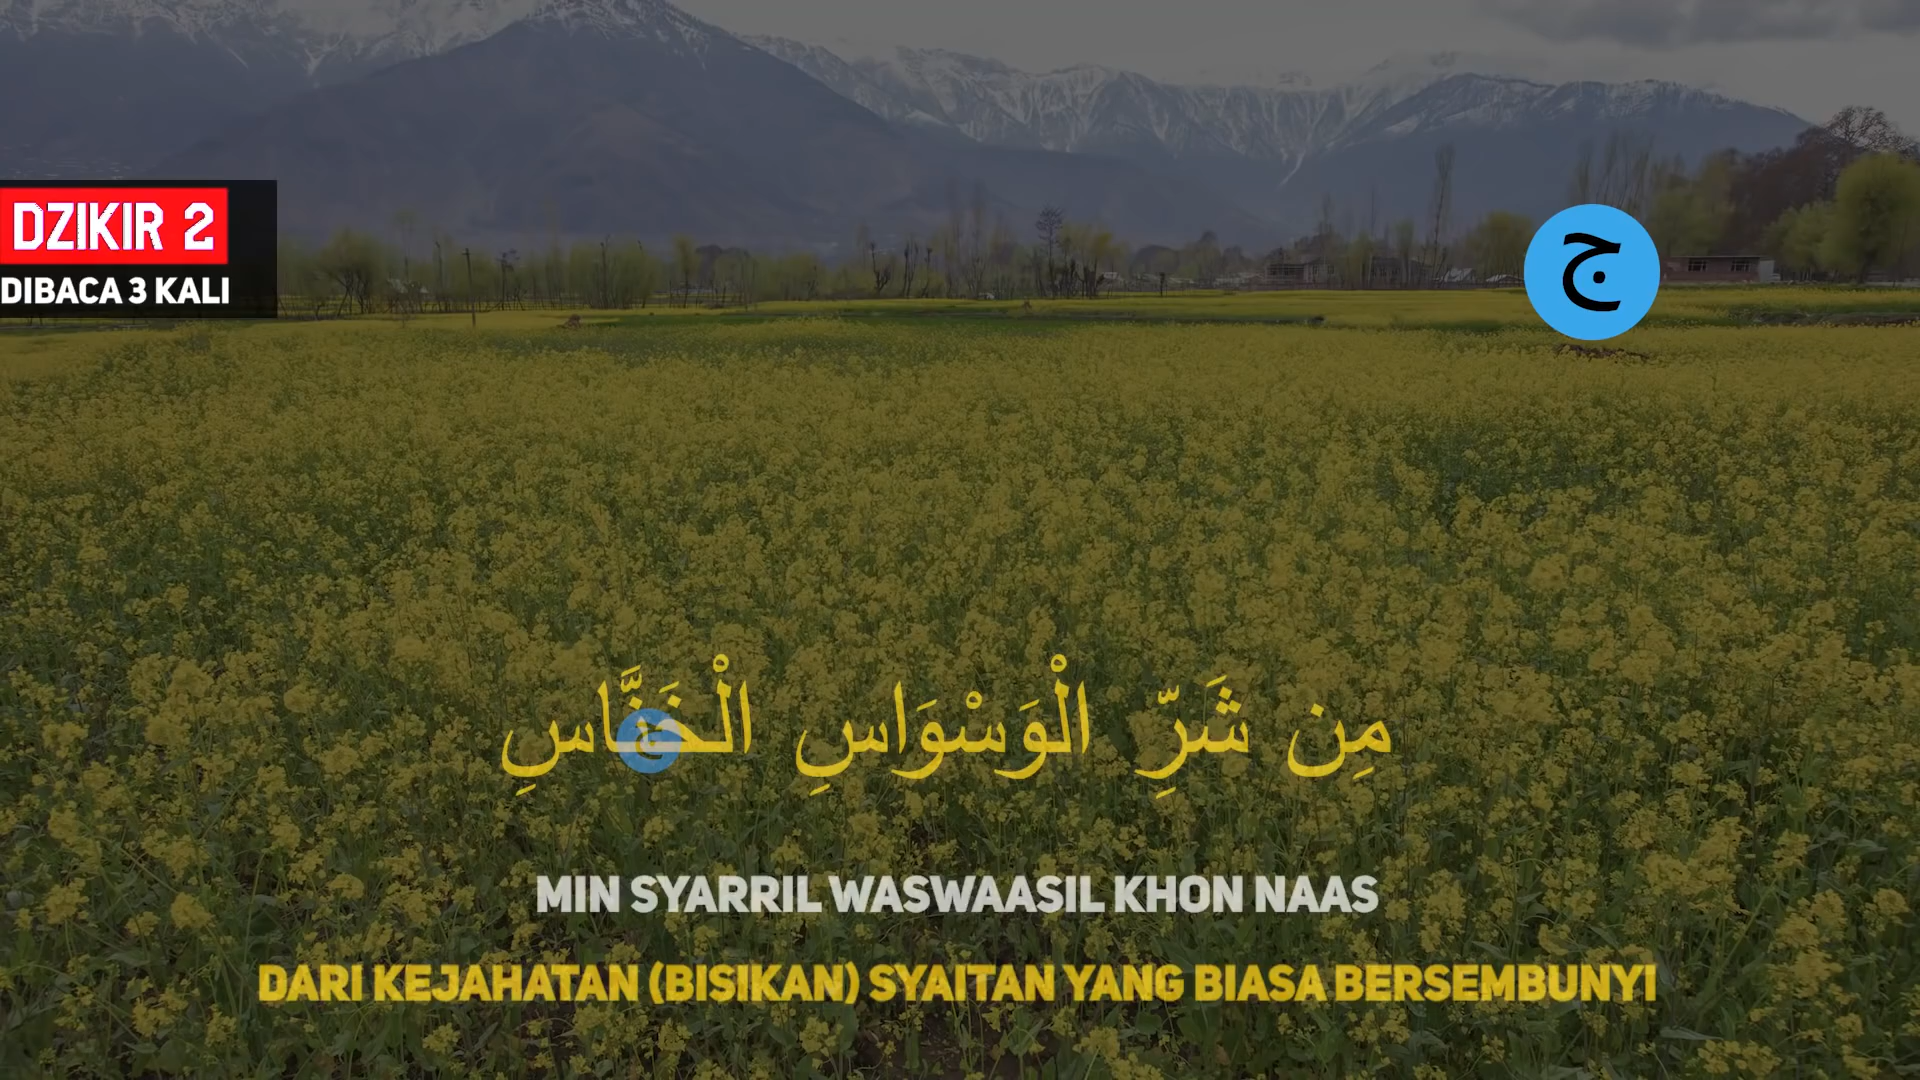 DZIKIR 2
DIBACA 3 KALI
ج
مِن شَرِّ الْوَسْوَاسِ الْخَنَّاسِ
MIN SYARRIL WASWAASIL KHON NAAS
DARI KEJAHATAN (BISIKAN) SYAITAN YANG BIASA BERSEMBUNYI